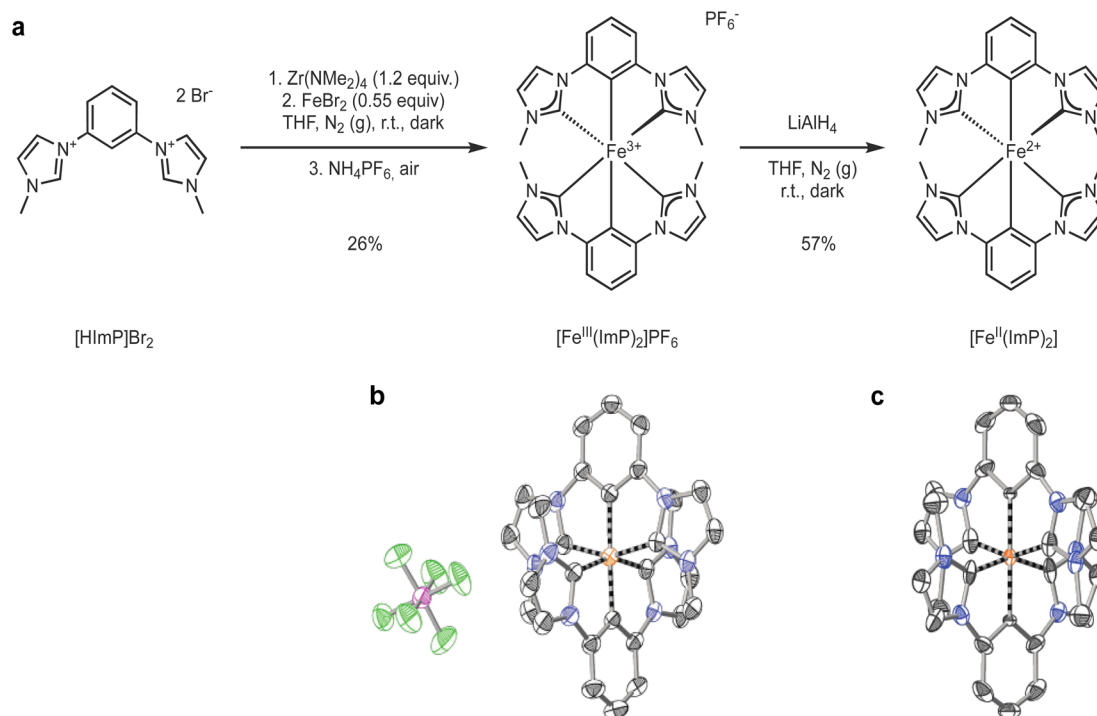 a
2 Br-
N+
N
N+
N
1. Zr(NMe2)4 (1.2 equiv.)
2. FeBr2 (0.55 equiv)
THF, N2 (g), r.t., dark
3. NH4PF6, air
26%
PF6-
N
N
N
N
Fe3+
N
N
N
N
LiAlH4
THF, N2 (g)
r.t., dark
57%
N
N
N
N
Fe2+
N
N
N
N
[HImP]Br2
[FeIII(ImP)2]PF6
[FeII(ImP)2]
b
c